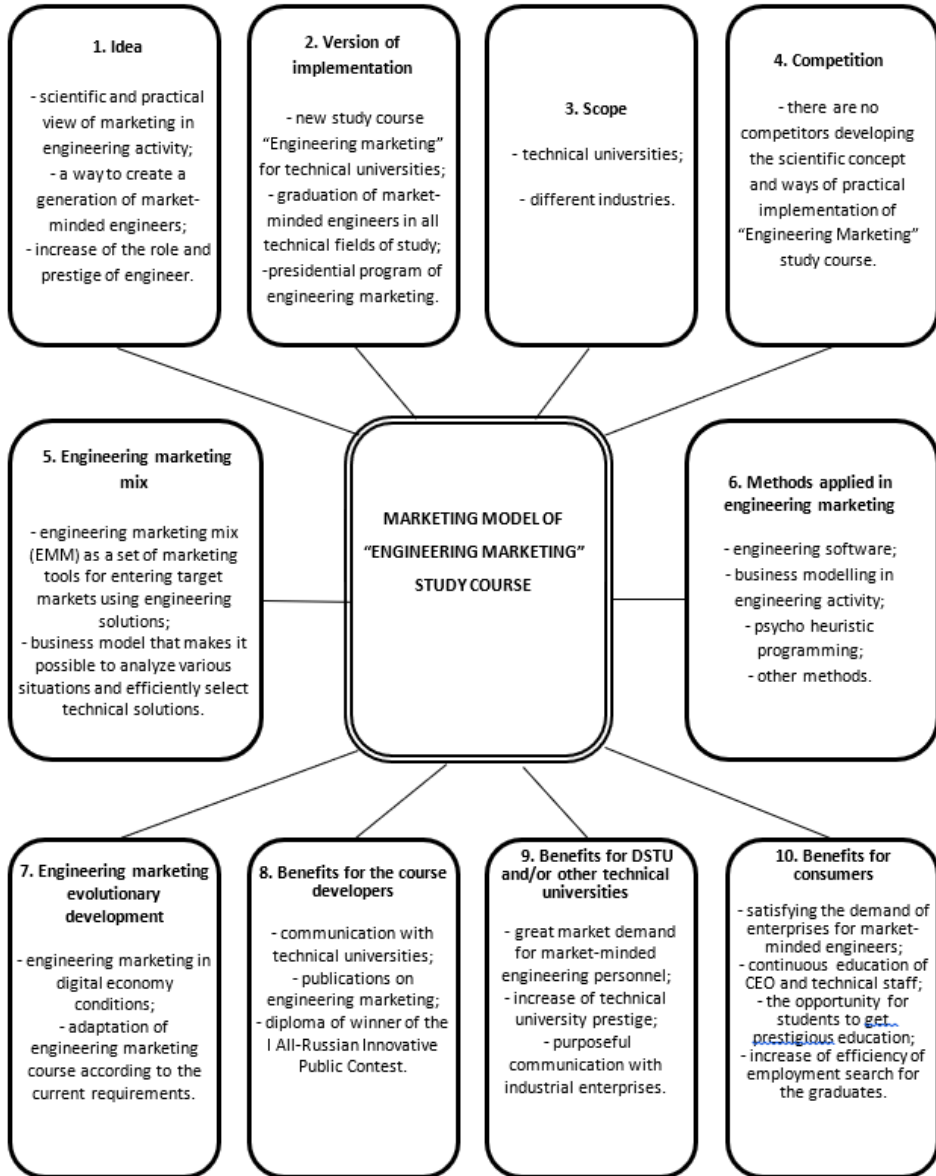 1. Idea
- scientific and practical
view of marketing in
engineering activity;
- a way to create a
generation of market-
minded engineers;
- increase of the role and
prestige of engineer.
2. Version of
implementation
- new study course
“Engineering marketing”
for technical universities;
- graduation of market-
minded engineers in all
technical fields of study;
-presidential program of
engineering marketing.
3. Scope
- technical universities;
- different industries.
4. Competition
- there are no
competitors developing
the scientific concept
and ways of practical
implementation of
“Engineering Marketing”
study course.
5. Engineering marketing
mix
- engineering marketing mix
(EMM) as a set of marketing
tools for entering target
markets using engineering
solutions;
- business model that makes it
possible to analyze various
situations and efficiently select
technical solutions.
MARKETING MODEL OF
“ENGINEERING MARKETING”
STUDY COURSE
6. Methods applied in
engineering marketing
- engineering software;
- business modelling in
engineering activity;
- psycho heuristic
programming;
- other methods.
7. Engineering marketing
evolutionary
development
- engineering marketing in
digital economy
conditions;
- adaptation of
engineering marketing
course according to the
current requirements.
8. Benefits for the course
developers
- communication with
technical universities;
- publications on
engineering marketing;
- diploma of winner of the
I All-Russian Innovative
Public Contest.
9. Benefits for DSTU
and/or other technical
universities
- great market demand
for market-minded
engineering personnel;
- increase of technical
university prestige;
- purposeful
communication with
industrial enterprises.
10. Benefits for
consumers
- satisfying the demand of
enterprises for market-
minded engineers;
- continuous education of
CEO and technical staff;
- the opportunity for
students to get
prestigious education;
- increase of efficiency of
employment search for
the graduates.